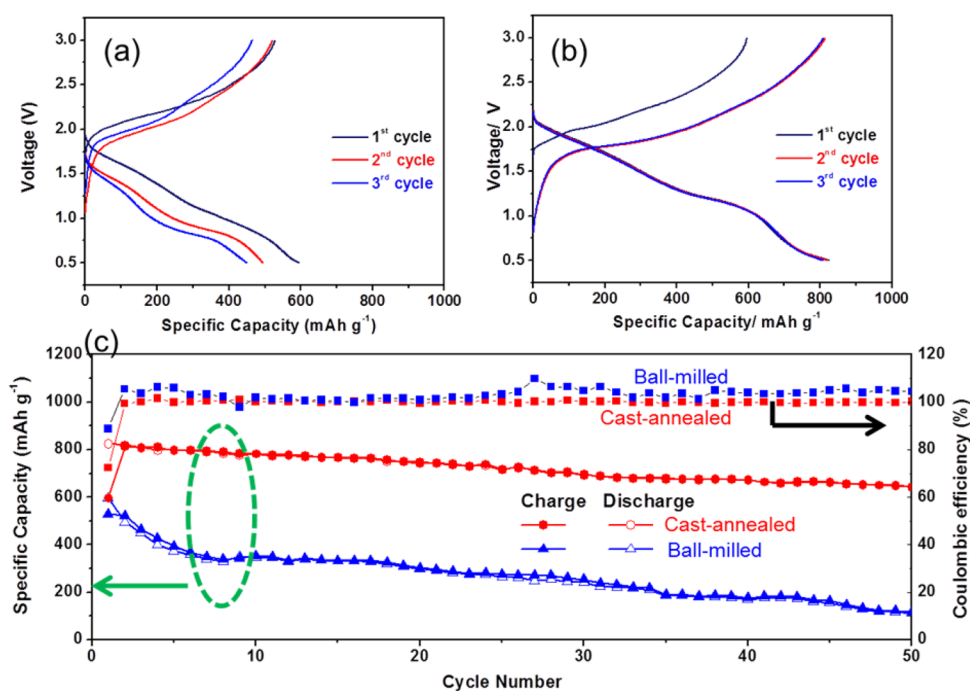 (a)
3.0
2.5
2.0
1.5
1.0
0.5
Voltage (V)
1st cycle
2nd cycle
3rd cycle
0 200 400 600 800 1000
Specific Capacity (mAh g-1)
(b)
3.0
2.5
2.0
1.5
1.0
0.5
Voltage/ V
1st cycle
2nd cycle
3rd cycle
0 200 400 600 800 1000
Specific Capacity/ mAh g-1
(c)
1200
1000
800
600
400
200
0
Specific Capacity (mAh g-1)
120
100
80
60
40
20
0
Coulombic efficiency (%)
Ball-milled
Cast-annealed
Charge Discharge
Cast-annealed
Ball-milled
0 10 20 30 40 50
Cycle Number